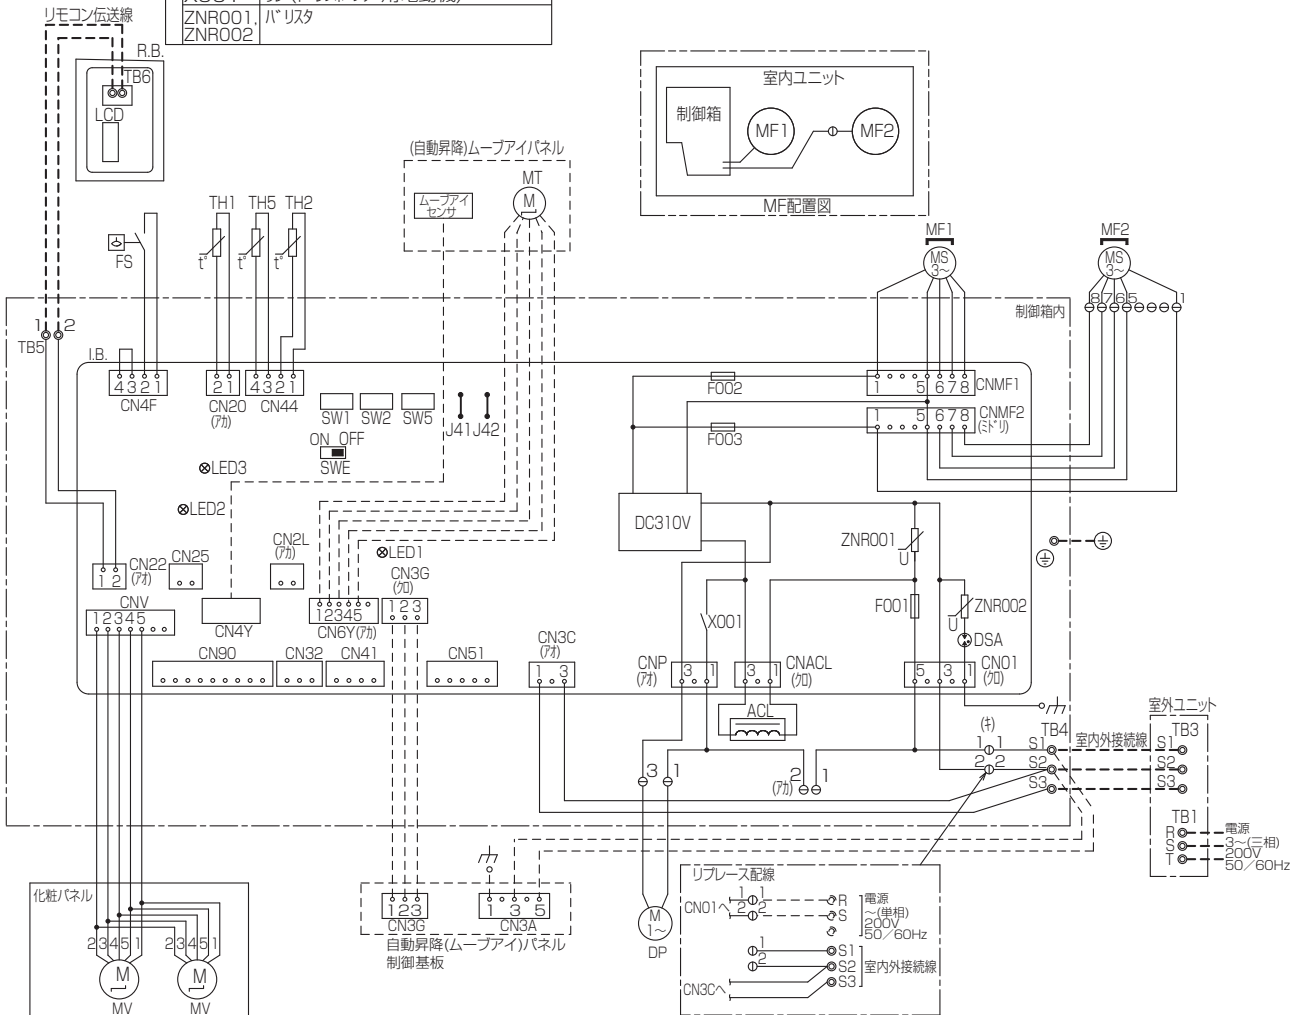 ZNR001, バリスタ
ZNR002
リモコン伝送線
R.B.
TB6
LCD
室内ユニット
制御箱
MF1
MF2
MF配置図
(自動昇降)ムーブアイパネル
ムーブアイ
センサ
MT
M
TH1 TH5 TH2
t° t° t°
FS
MF1
MS
3~
MF2
MS
3~
8 7 6 5 1
制御箱内
1 2
TB5
I.B.
4 3 2 1
CN4F
2 1
CN20
(アカ)
4 3 2 1
CN44
SW1 SW2 SW5
J41 J42
ON OFF
SWE
F002
F003
1 5 6 7 8
CNMF1
1 5 6 7 8
CNMF2
(ミドリ)
LED3
LED2
LED1
DC310V
ZNR001
U
F001
ZNR002
U
DSA
X001
1 2
CN22
(アオ)
CN25
CN2L
(アカ)
CN3G
(クロ)
1 2 3
CNV
1 2 3 4 5
CN4Y
1 2 3 4 5
CN6Y(アカ)
CN90 CN32 CN41 CN51
CN3C
(アオ)
1 3
CNP
(アオ)
3 1
3 1
CNACL
(クロ)
5 3 1
CN01
(クロ)
ACL
(キ)
1 1
2 2
TB4
S1
S2
S3
室内外接続線
室外ユニット
TB3
S1
S2
S3
TB1
R
S
T
電源
3~(三相)
200V
50/60Hz
3 1
(アカ)
2 1
M
1~
DP
リプレース配線
CN01へ
1 1
2 2
R
S
電源
~(単相)
200V
50/60Hz
1
2
S1
S2
S3
室内外接続線
CN3Cへ
1 2 3
CN3G
1 3 5
CN3A
自動昇降(ムーブアイ)パネル
制御基板
化粧パネル
2 3 4 5 1
2 3 4 5 1
M
MV
M
MV